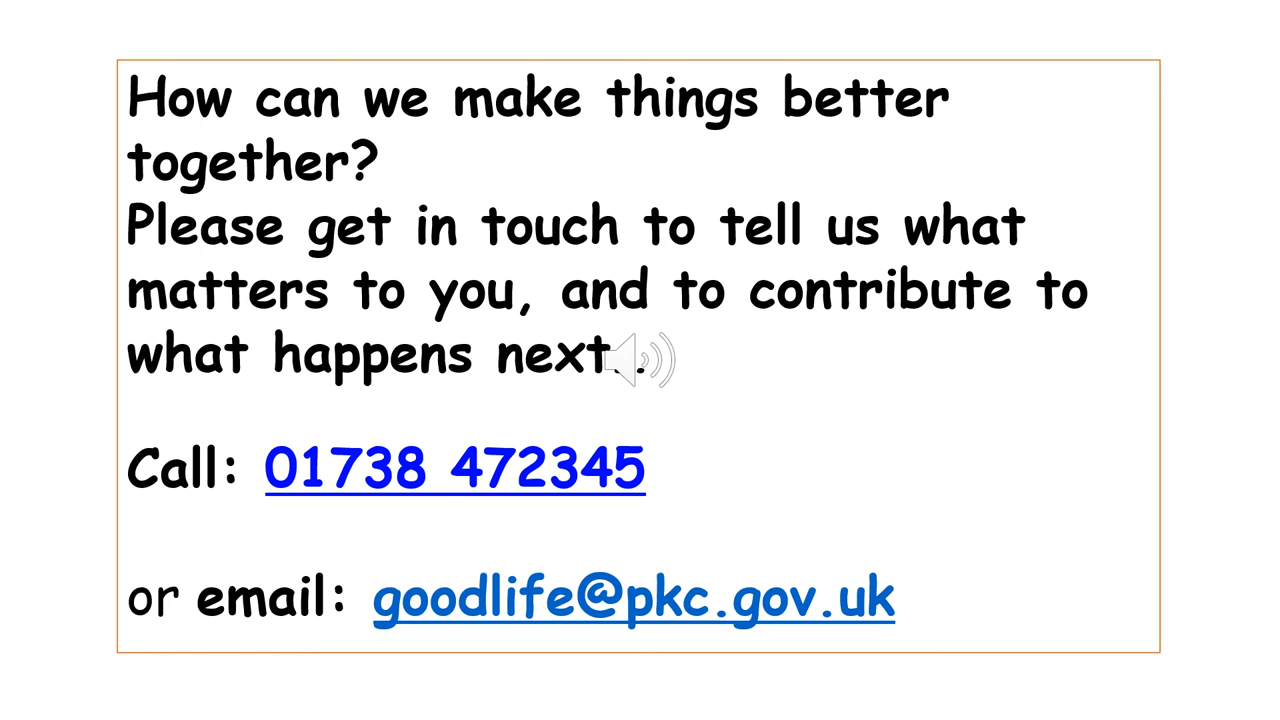 How can we make things better
together?
Please get in touch to tell us what
matters to you, and to contribute to
what happens next...
Call: 01738 472345
or email: goodlife@pkc.gov.uk